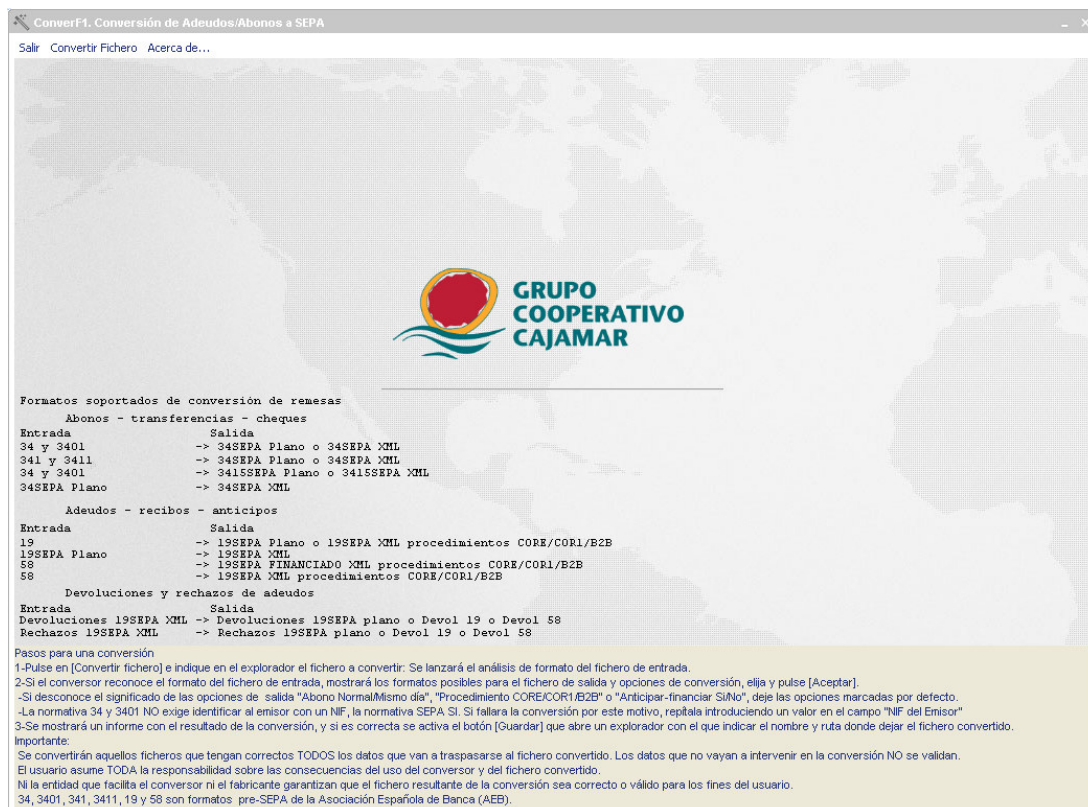 ConverF1. Conversión de Adeudos/Abonos a SEPA
Salir Convertir Fichero Acerca de...
GRUPO
COOPERATIVO
CAJAMAR
Formatos soportados de conversión de remesas
Abonos - transferencias - cheques
Entrada Salida
34 y 3401 -> 34SEPA Plano o 34SEPA XML
341 y 3411 -> 34SEPA Plano o 34SEPA XML
34 y 3401 -> 3415SEPA Plano o 3415SEPA XML
34SEPA Plano -> 34SEPA XML
Adeudos - recibos - anticipos
Entrada Salida
19 -> 19SEPA Plano o 19SEPA XML procedimientos CORE/COR1/B2B
19SEPA Plano -> 19SEPA XML
58 -> 19SEPA FINANCIADO XML procedimientos CORE/COR1/B2B
58 -> 19SEPA XML procedimientos CORE/COR1/B2B
Devoluciones y rechazos de adeudos
Entrada Salida
Devoluciones 19SEPA XML -> Devoluciones 19SEPA plano o Devol 19 o Devol 58
Rechazos 19SEPA XML -> Rechazos 19SEPA plano o Devol 19 o Devol 58
Pasos para una conversión
1-Pulse en [Convertir fichero] e indique en el explorador el fichero a convertir: Se lanzará el análisis de formato del fichero de entrada.
2-Si el conversor reconoce el formato del fichero de entrada, mostrará los formatos posibles para el fichero de salida y opciones de conversión, elija y pulse [Aceptar].
-Si desconoce el significado de las opciones de salida "Abono Normal/Mismo día", "Procedimiento CORE/COR1/B2B" o "Anticipar-financiar Si/No", deje las opciones marcadas por defecto.
-La normativa 34 y 3401 NO exige identificar al emisor con un NIF, la normativa SEPA SI. Si fallara la conversión por este motivo, repítala introduciendo un valor en el campo "NIF del Emisor"
3-Se mostrará un informe con el resultado de la conversión, y si es correcta se activa el botón [Guardar] que abre un explorador con el que indicar el nombre y ruta donde dejar el fichero convertido.
Importante:
Se convertirán aquellos ficheros que tengan correctos TODOS los datos que van a traspasarse al fichero convertido. Los datos que no vayan a intervenir en la conversión NO se validan.
El usuario asume TODA la responsabilidad sobre las consecuencias del uso del conversor y del fichero convertido.
Ni la entidad que facilita el conversor ni el fabricante garantizan que el fichero resultante de la conversión sea correcto o válido para los fines del usuario.
34, 3401, 341, 3411, 19 y 58 son formatos pre-SEPA de la Asociación Española de Banca (AEB).